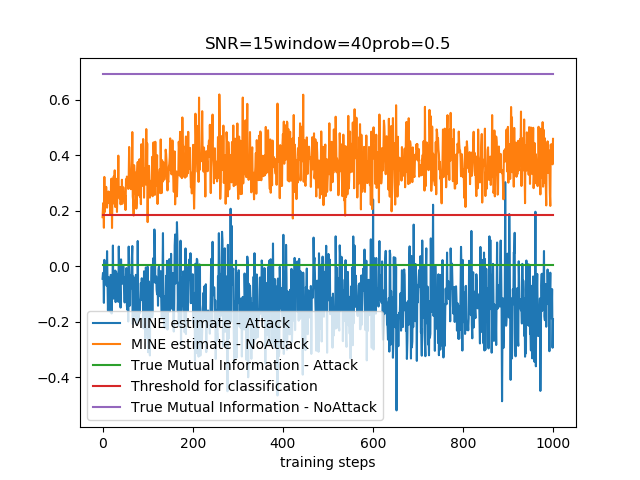 SNR=15window=40prob=0.5
0.6
0.4
0.2
0.0
−0.2
−0.4
MINE estimate - Attack
MINE estimate - NoAttack
True Mutual Information - Attack
Threshold for classification
True Mutual Information - NoAttack
0 200 400 600 800 1000
training steps